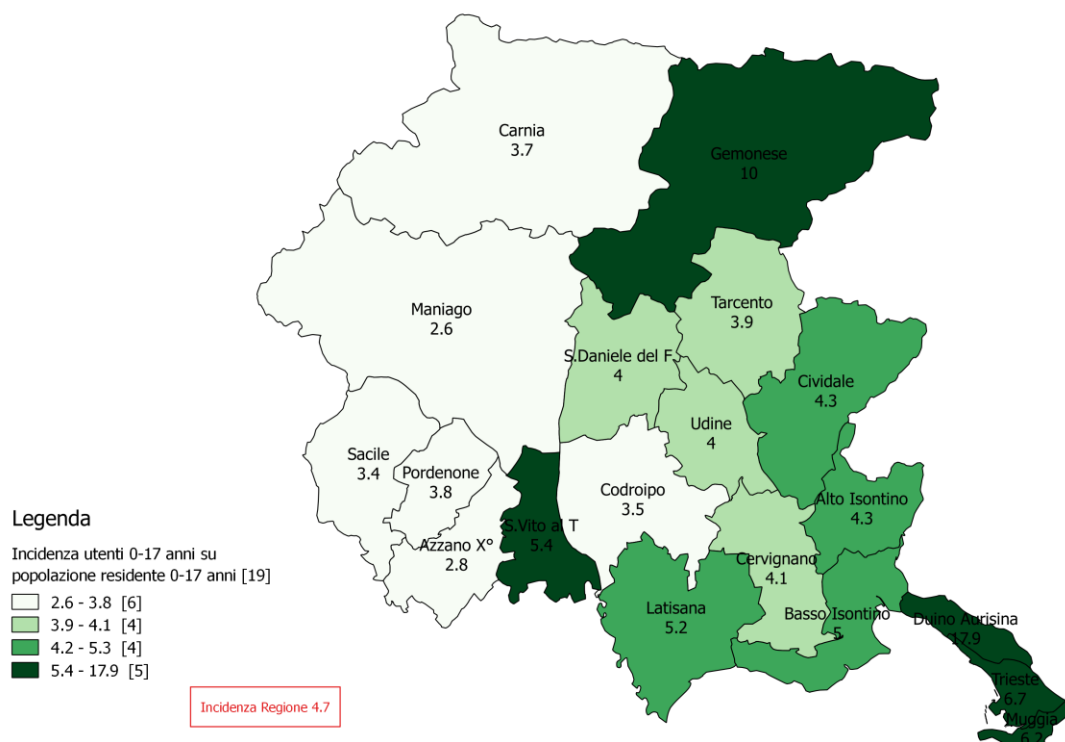 Carnia
3.7
Gemonese
10
Maniago
2.6
Tarcento
3.9
S.Daniele del F.
4
Cividale
4.3
Udine
4
Sacile
3.4
Pordenone
3.8
Codroipo
3.5
Alto Isontino
4.3
S.Vito al T
5.4
Azzano X°
2.8
Cervignano
4.1
Latisana
5.2
Basso Isontino
5
Duino Aurisina
17.9
Trieste
6.7
Muggia
6.2
Legenda
Incidenza utenti 0-17 anni su
popolazione residente 0-17 anni [19]
2.6 - 3.8 [6]
3.9 - 4.1 [4]
4.2 - 5.3 [4]
5.4 - 17.9 [5]
Incidenza Regione 4.7